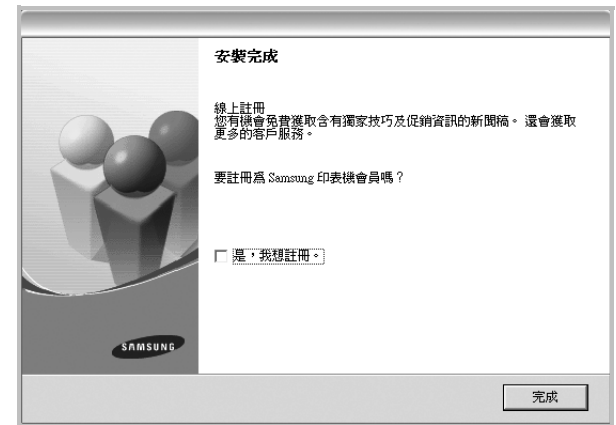 安裝完成
線上註冊
您有機會免費獲取含有獨家技巧及促銷資訊的新聞稿。還會獲取
更多的客戶服務。
要註冊為 Samsung 印表機會員嗎？
是，我想註冊。
SAMSUNG
完成